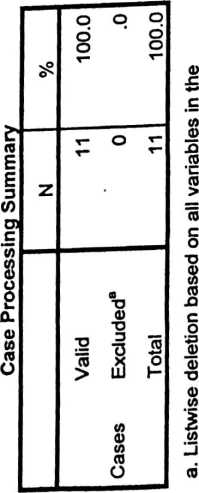 Case Processing Summary
N %
Valid 11 100.0
Cases Excludedᵃ 0 .0
Total 11 100.0
a. Listwise deletion based on all variables in the